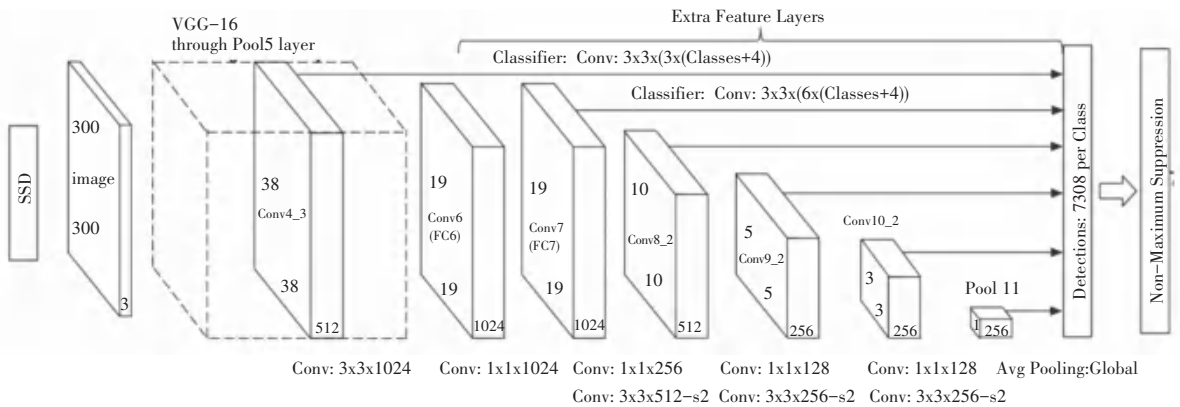 VGG-16
through Pool5 layer
Extra Feature Layers
Classifier: Conv: 3x3x(3x(Classes+4))
Classifier: Conv: 3x3x(6x(Classes+4))
SSD
300
image
300
3
38
Conv4_3
38
512
19
Conv6
(FC6)
19
1024
19
Conv7
(FC7)
19
1024
10
Conv8_2
10
512
5
Conv9_2
5
256
Conv10_2
3
3
256
Pool 11
1
256
Detections: 7308 per Class
Non-Maximum Suppression
Conv: 3x3x1024
Conv: 1x1x1024
Conv: 1x1x256
Conv: 3x3x512-s2
Conv: 1x1x128
Conv: 3x3x256-s2
Conv: 1x1x128
Conv: 3x3x256-s2
Avg Pooling:Global